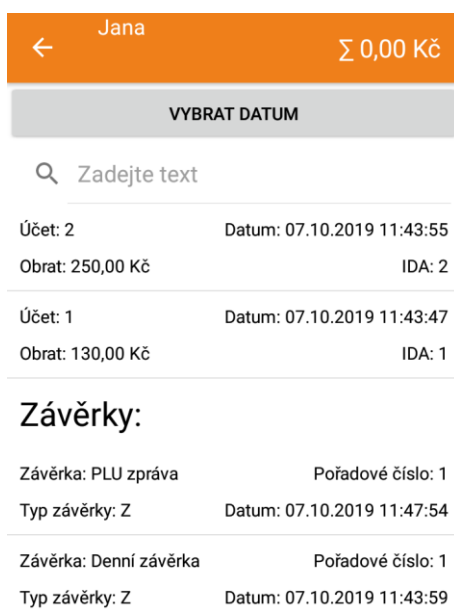 Jana
∑ 0,00 Kč
VYBRAT DATUM
Zadejte text
Účet: 2 Datum: 07.10.2019 11:43:55
Obrat: 250,00 Kč IDA: 2
Účet: 1 Datum: 07.10.2019 11:43:47
Obrat: 130,00 Kč IDA: 1
Závěrky:
Závěrka: PLU zpráva Pořadové číslo: 1
Typ závěrky: Z Datum: 07.10.2019 11:47:54
Závěrka: Denní závěrka Pořadové číslo: 1
Typ závěrky: Z Datum: 07.10.2019 11:43:59